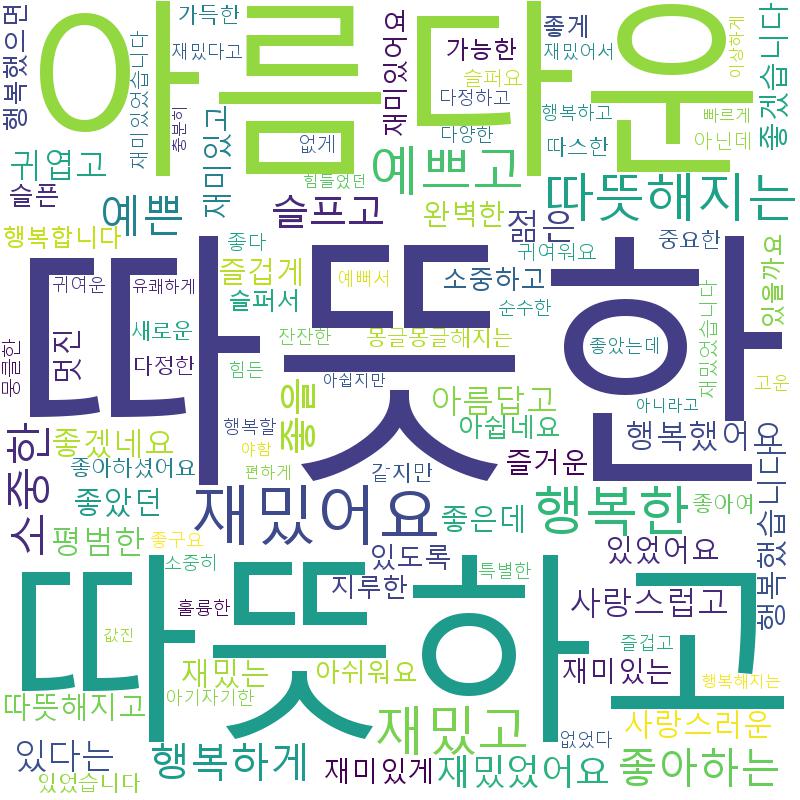 행복했으면
아름다운
가득한
재밌다고
재미있었습니다
충분히
재미있고
없게
힘들었던
재미있어요
가능한
슬퍼요
다정하고
다양한
좋게
재밌어서
행복하고
따스한
이상하게
빠르게
아닌데
좋겠습니다
귀엽고
슬픈
예쁜
슬프고
예쁘고
완벽한
젊은
따뜻해지는
행복합니다
좋다
즐겁게
귀여워요
중요한
따뜻한
귀여운
유쾌하게
예뻐서
슬퍼서
소중하고
순수한
새로운
잔잔한
몽글몽글해지는
좋았는데
재밌었습니다
있을까요
뭉클한
멋진
다정한
힘든
아쉽지만
고운
좋을
아름답고
아니라고
소중한
좋겠네요
행복할
야함
아쉽네요
행복했어요
좋아하셨어요
편하게
같지만
즐거운
좋았던
재밌어요
좋은데
행복한
좋아여
행복했습니다
평범한
좋구요
있도록
있었어요
소중히
지루한
특별한
따뜻하고
훌륭한
사랑스럽고
값진
즐겁고
재밌는
아쉬워요
재미있는
행복해지는
아기자기한
따뜻해지고
재밌고
사랑스러운
있다는
행복하게
없었다
있었습니다
재미있게
재밌었어요
좋아하는